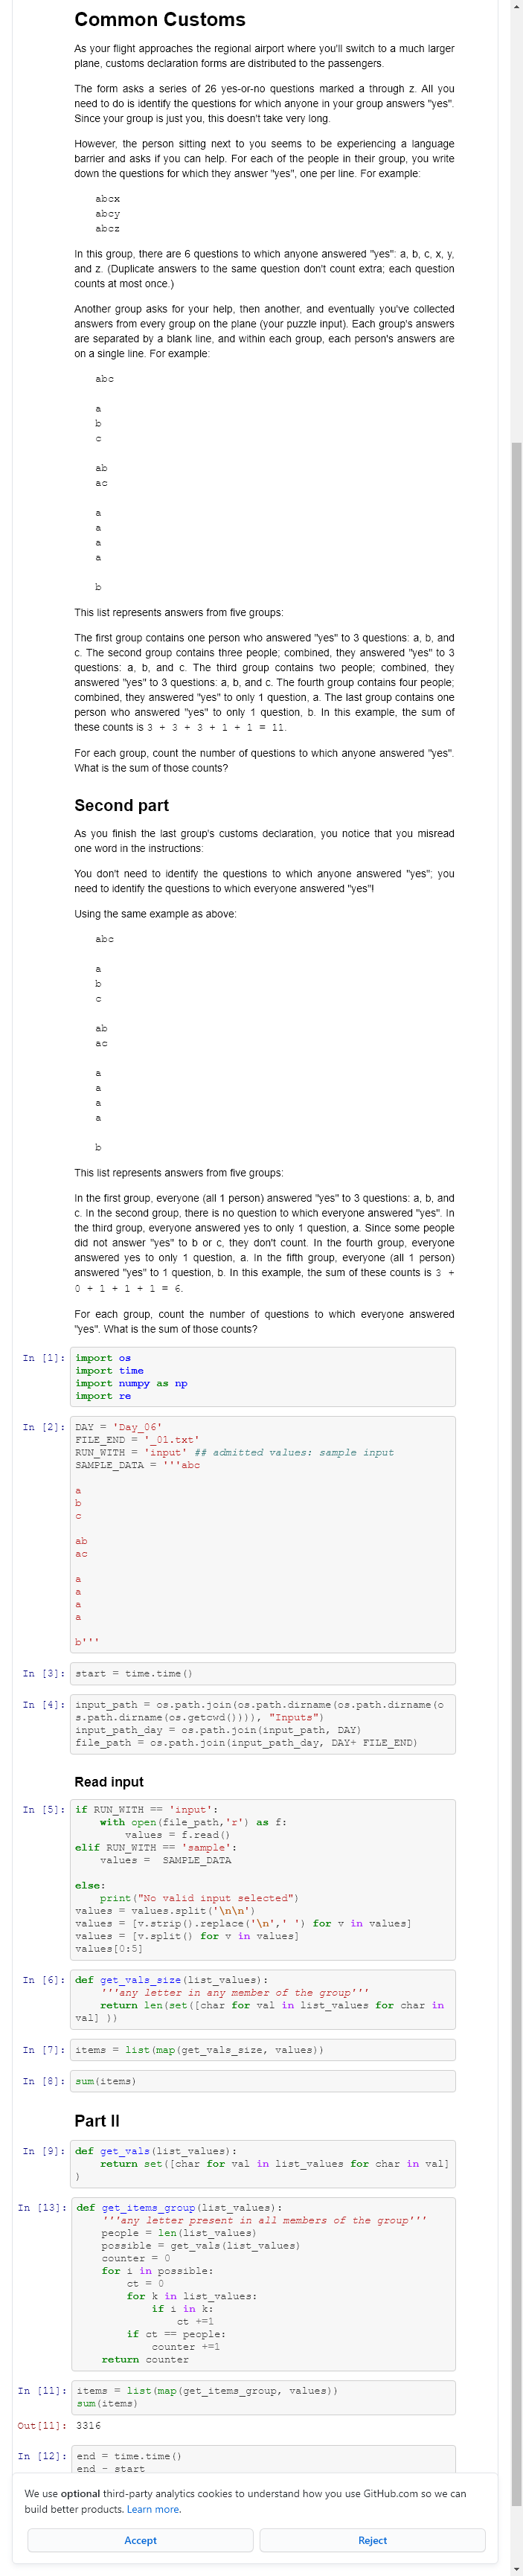 Common Customs
As your flight approaches the regional airport where you'll switch to a much larger
plane, customs declaration forms are distributed to the passengers.
The form asks a series of 26 yes-or-no questions marked a through z. All you
need to do is identify the questions for which anyone in your group answers "yes".
Since your group is just you, this doesn't take very long.
However, the person sitting next to you seems to be experiencing a language
barrier and asks if you can help. For each of the people in their group, you write
down the questions for which they answer "yes", one per line. For example:
abcx
abcy
abcz
In this group, there are 6 questions to which anyone answered "yes": a, b, c, x, y,
and z. (Duplicate answers to the same question don't count extra; each question
counts at most once.)
Another group asks for your help, then another, and eventually you've collected
answers from every group on the plane (your puzzle input). Each group's answers
are separated by a blank line, and within each group, each person's answers are
on a single line. For example:
abc
a
b
c
ab
ac
a
a
a
a
b
This list represents answers from five groups:
The first group contains one person who answered "yes" to 3 questions: a, b, and
c. The second group contains three people; combined, they answered "yes" to 3
questions: a, b, and c. The third group contains two people; combined, they
answered "yes" to 3 questions: a, b, and c. The fourth group contains four people;
combined, they answered "yes" to only 1 question, a. The last group contains one
person who answered "yes" to only 1 question, b. In this example, the sum of
these counts is 3 + 3 + 3 + 1 + 1 = 11.
For each group, count the number of questions to which anyone answered "yes".
What is the sum of those counts?
Second part
As you finish the last group's customs declaration, you notice that you misread
one word in the instructions:
You don't need to identify the questions to which anyone answered "yes"; you
need to identify the questions to which everyone answered "yes"!
Using the same example as above:
abc
a
b
c
ab
ac
a
a
a
a
b
This list represents answers from five groups:
In the first group, everyone (all 1 person) answered "yes" to 3 questions: a, b, and
c. In the second group, there is no question to which everyone answered "yes". In
the third group, everyone answered yes to only 1 question, a. Since some people
did not answer "yes" to b or c, they don't count. In the fourth group, everyone
answered yes to only 1 question, a. In the fifth group, everyone (all 1 person)
answered "yes" to 1 question, b. In this example, the sum of these counts is 3 +
0 + 1 + 1 + 1 = 6.
For each group, count the number of questions to which everyone answered
"yes". What is the sum of those counts?
In [1]: import os
import time
import numpy as np
import re
In [2]: DAY = 'Day_06'
FILE_END = '_01.txt'
RUN_WITH = 'input' ## admitted values: sample input
SAMPLE_DATA = '''abc
a
b
c
ab
ac
a
a
a
a
b'''
In [3]: start = time.time()
In [4]: input_path = os.path.join(os.path.dirname(os.path.dirname(o
s.path.dirname(os.getcwd()))), "Inputs")
input_path_day = os.path.join(input_path, DAY)
file_path = os.path.join(input_path_day, DAY+ FILE_END)
Read input
In [5]: if RUN_WITH == 'input':
with open(file_path,'r') as f:
values = f.read()
elif RUN_WITH == 'sample':
values =  SAMPLE_DATA
else:
print("No valid input selected")
values = values.split('\n\n')
values = [v.strip().replace('\n',' ') for v in values]
values = [v.split() for v in values]
values[0:5]
In [6]: def get_vals_size(list_values):
'''any letter in any member of the group'''
return len(set([char for val in list_values for char in
val] ))
In [7]: items = list(map(get_vals_size, values))
In [8]: sum(items)
Part II
In [9]: def get_vals(list_values):
return set([char for val in list_values for char in val]
)
In [13]: def get_items_group(list_values):
'''any letter present in all members of the group'''
people = len(list_values)
possible = get_vals(list_values)
counter = 0
for i in possible:
ct = 0
for k in list_values:
if i in k:
ct +=1
if ct == people:
counter +=1
return counter
In [11]: items = list(map(get_items_group, values))
sum(items)
Out[11]: 3316
In [12]: end = time.time()
end - start
We use optional third-party analytics cookies to understand how you use GitHub.com so we can
build better products. Learn more.
Accept Reject